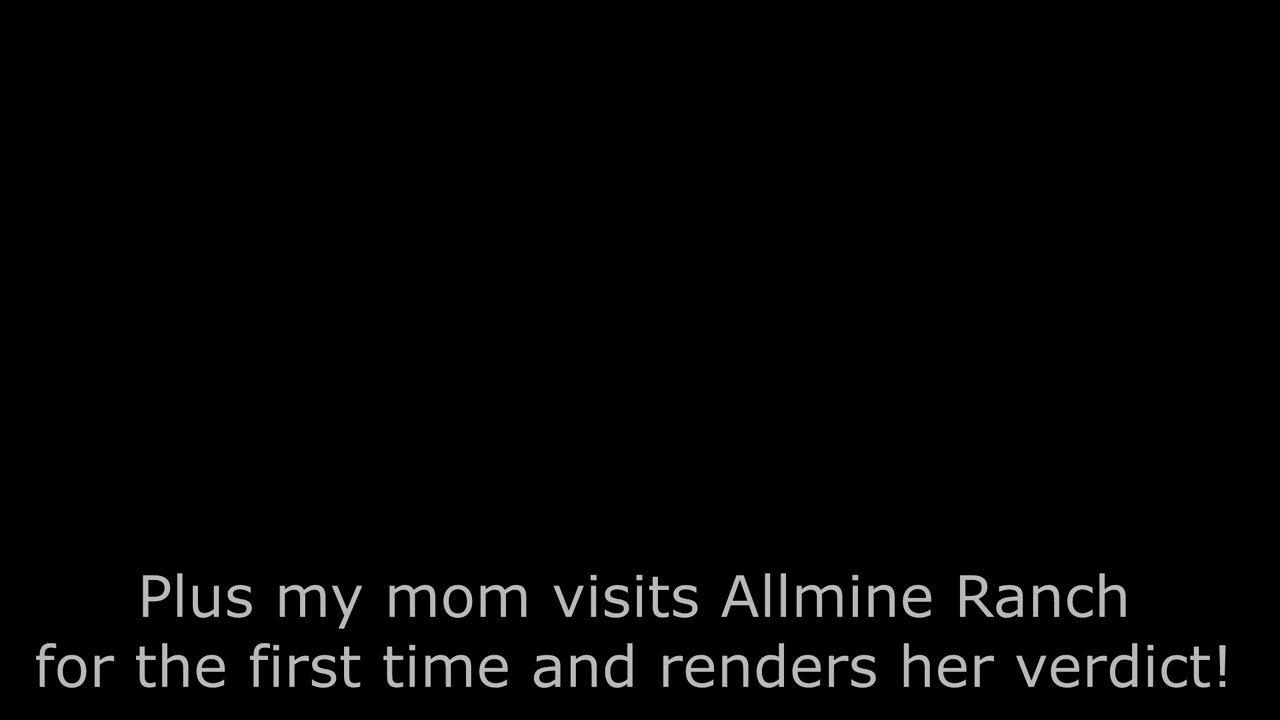 Plus my mom visits Allmine Ranch
for the first time and renders her verdict!